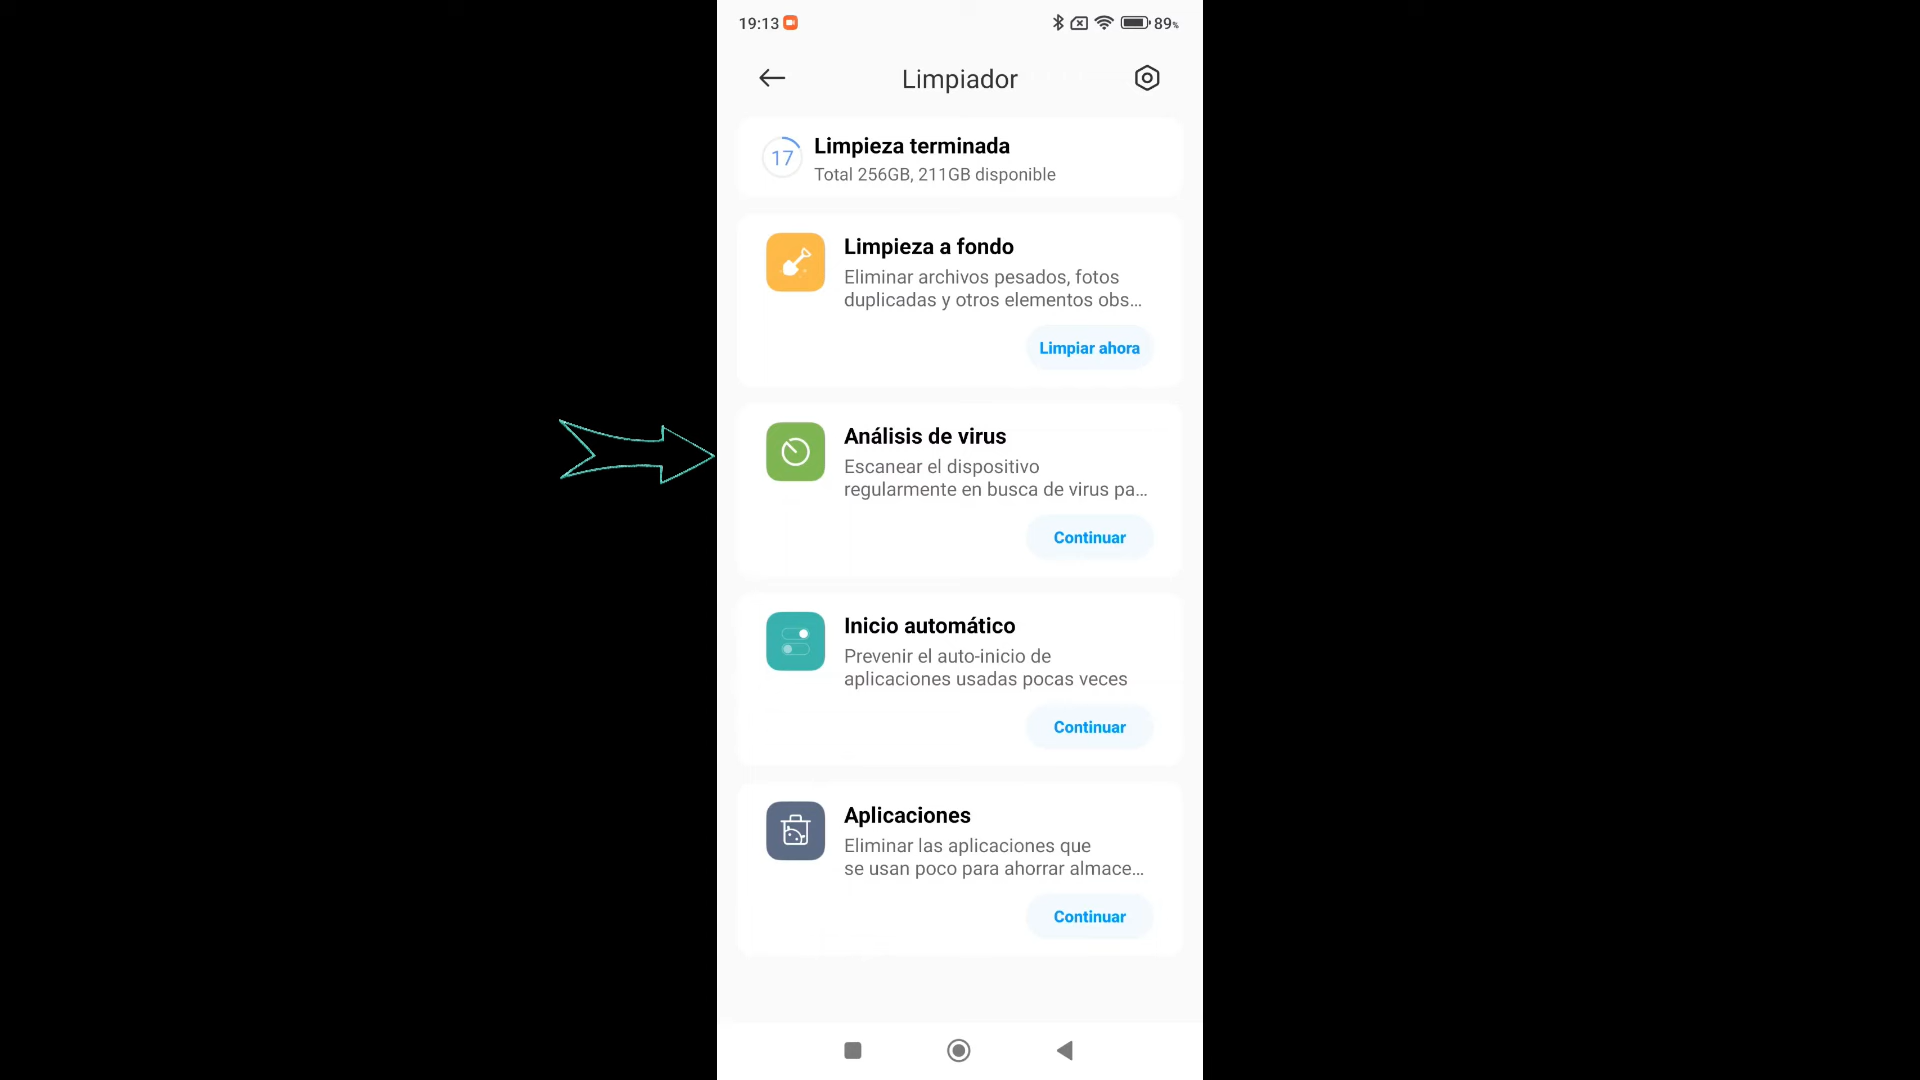 19:13
89%
Limpiador
17
Limpieza terminada
Total 256GB, 211GB disponible
Limpieza a fondo
Eliminar archivos pesados, fotos
duplicadas y otros elementos obs...
Limpiar ahora
Análisis de virus
Escanear el dispositivo
regularmente en busca de virus pa...
Continuar
Inicio automático
Prevenir el auto-inicio de
aplicaciones usadas pocas veces
Continuar
Aplicaciones
Eliminar las aplicaciones que
se usan poco para ahorrar almace...
Continuar